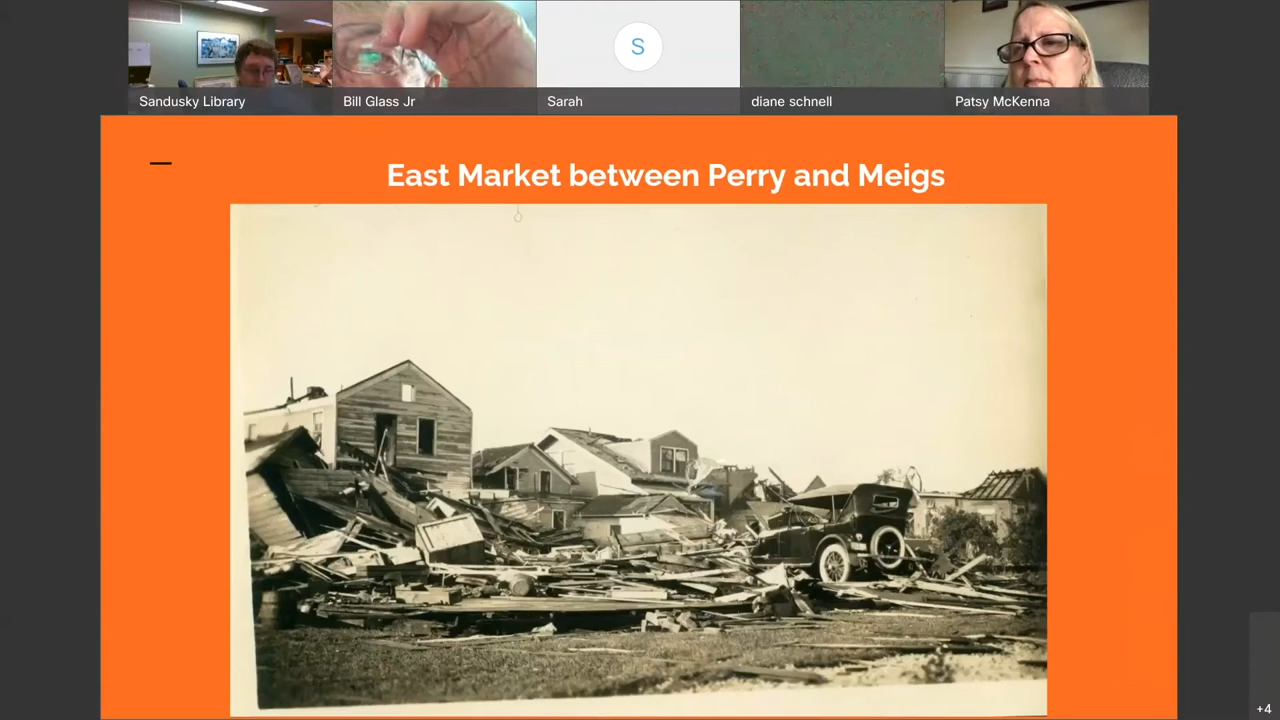 S
Sandusky Library
Bill Glass Jr
Sarah
diane schnell
Patsy McKenna
East Market between Perry and Meigs
+4